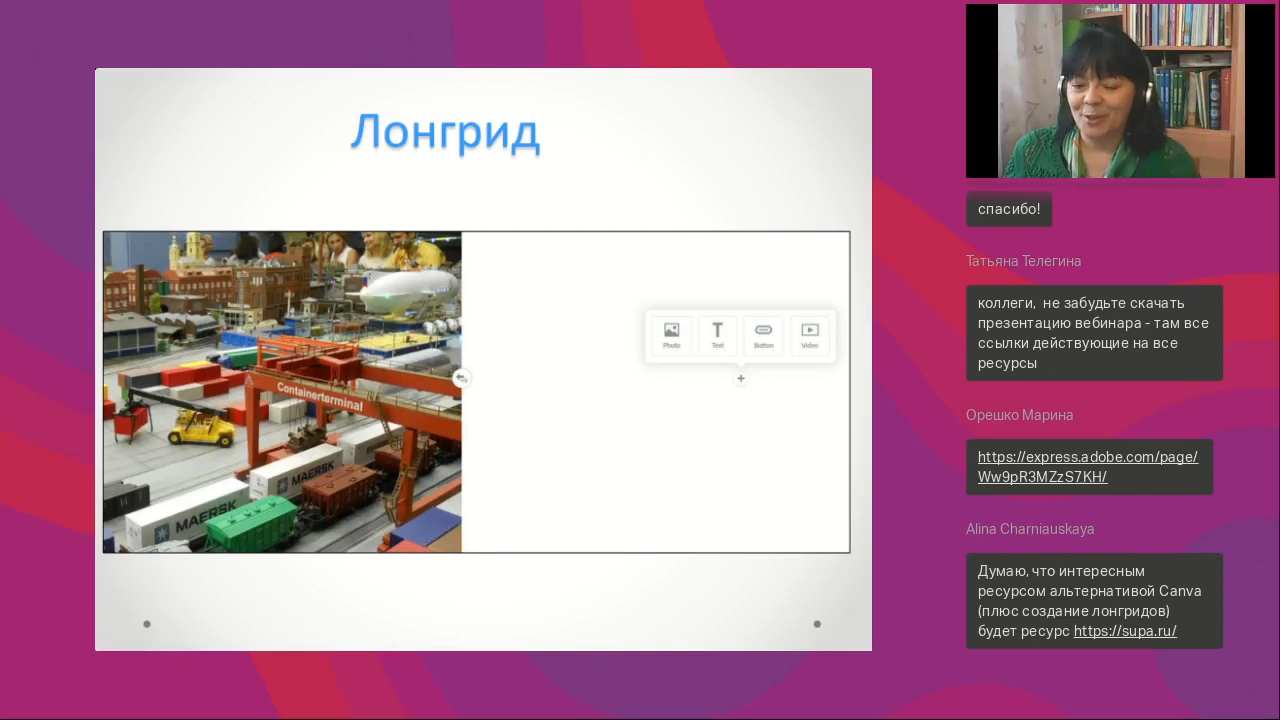 Лонгрид
Containerterminal
MAERSK
MAERSK
Photo
Text
Button
Video
спасибо!
Татьяна Телегина
коллеги, не забудьте скачать
презентацию вебинара - там все
ссылки действующие на все
ресурсы
Орешко Марина
https://express.adobe.com/page/
Ww9pR3MZzS7KH/
Alina Charniauskaya
Думаю, что интересным
ресурсом альтернативой Canva
(плюс создание лонгридов)
будет ресурс https://supa.ru/